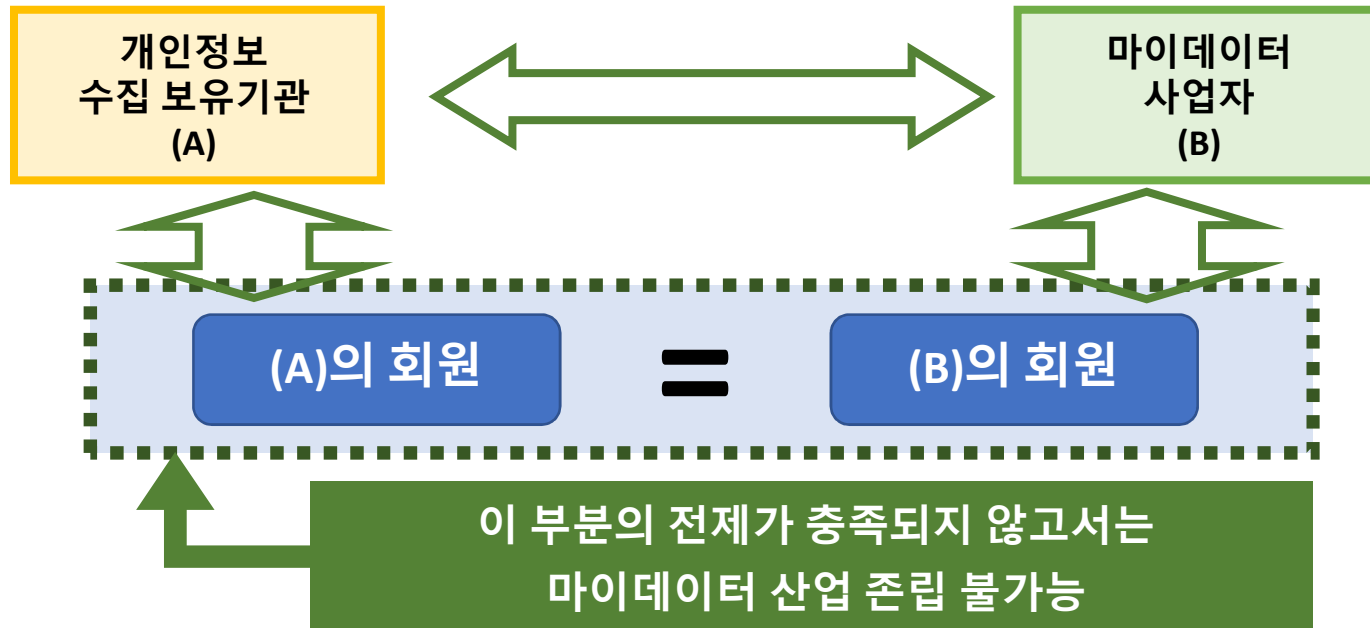 개인정보
수집 보유기관
(A)
마이데이터
사업자
(B)
(A)의 회원
=
(B)의 회원
이 부분의 전제가 충족되지 않고서는
마이데이터 산업 존립 불가능